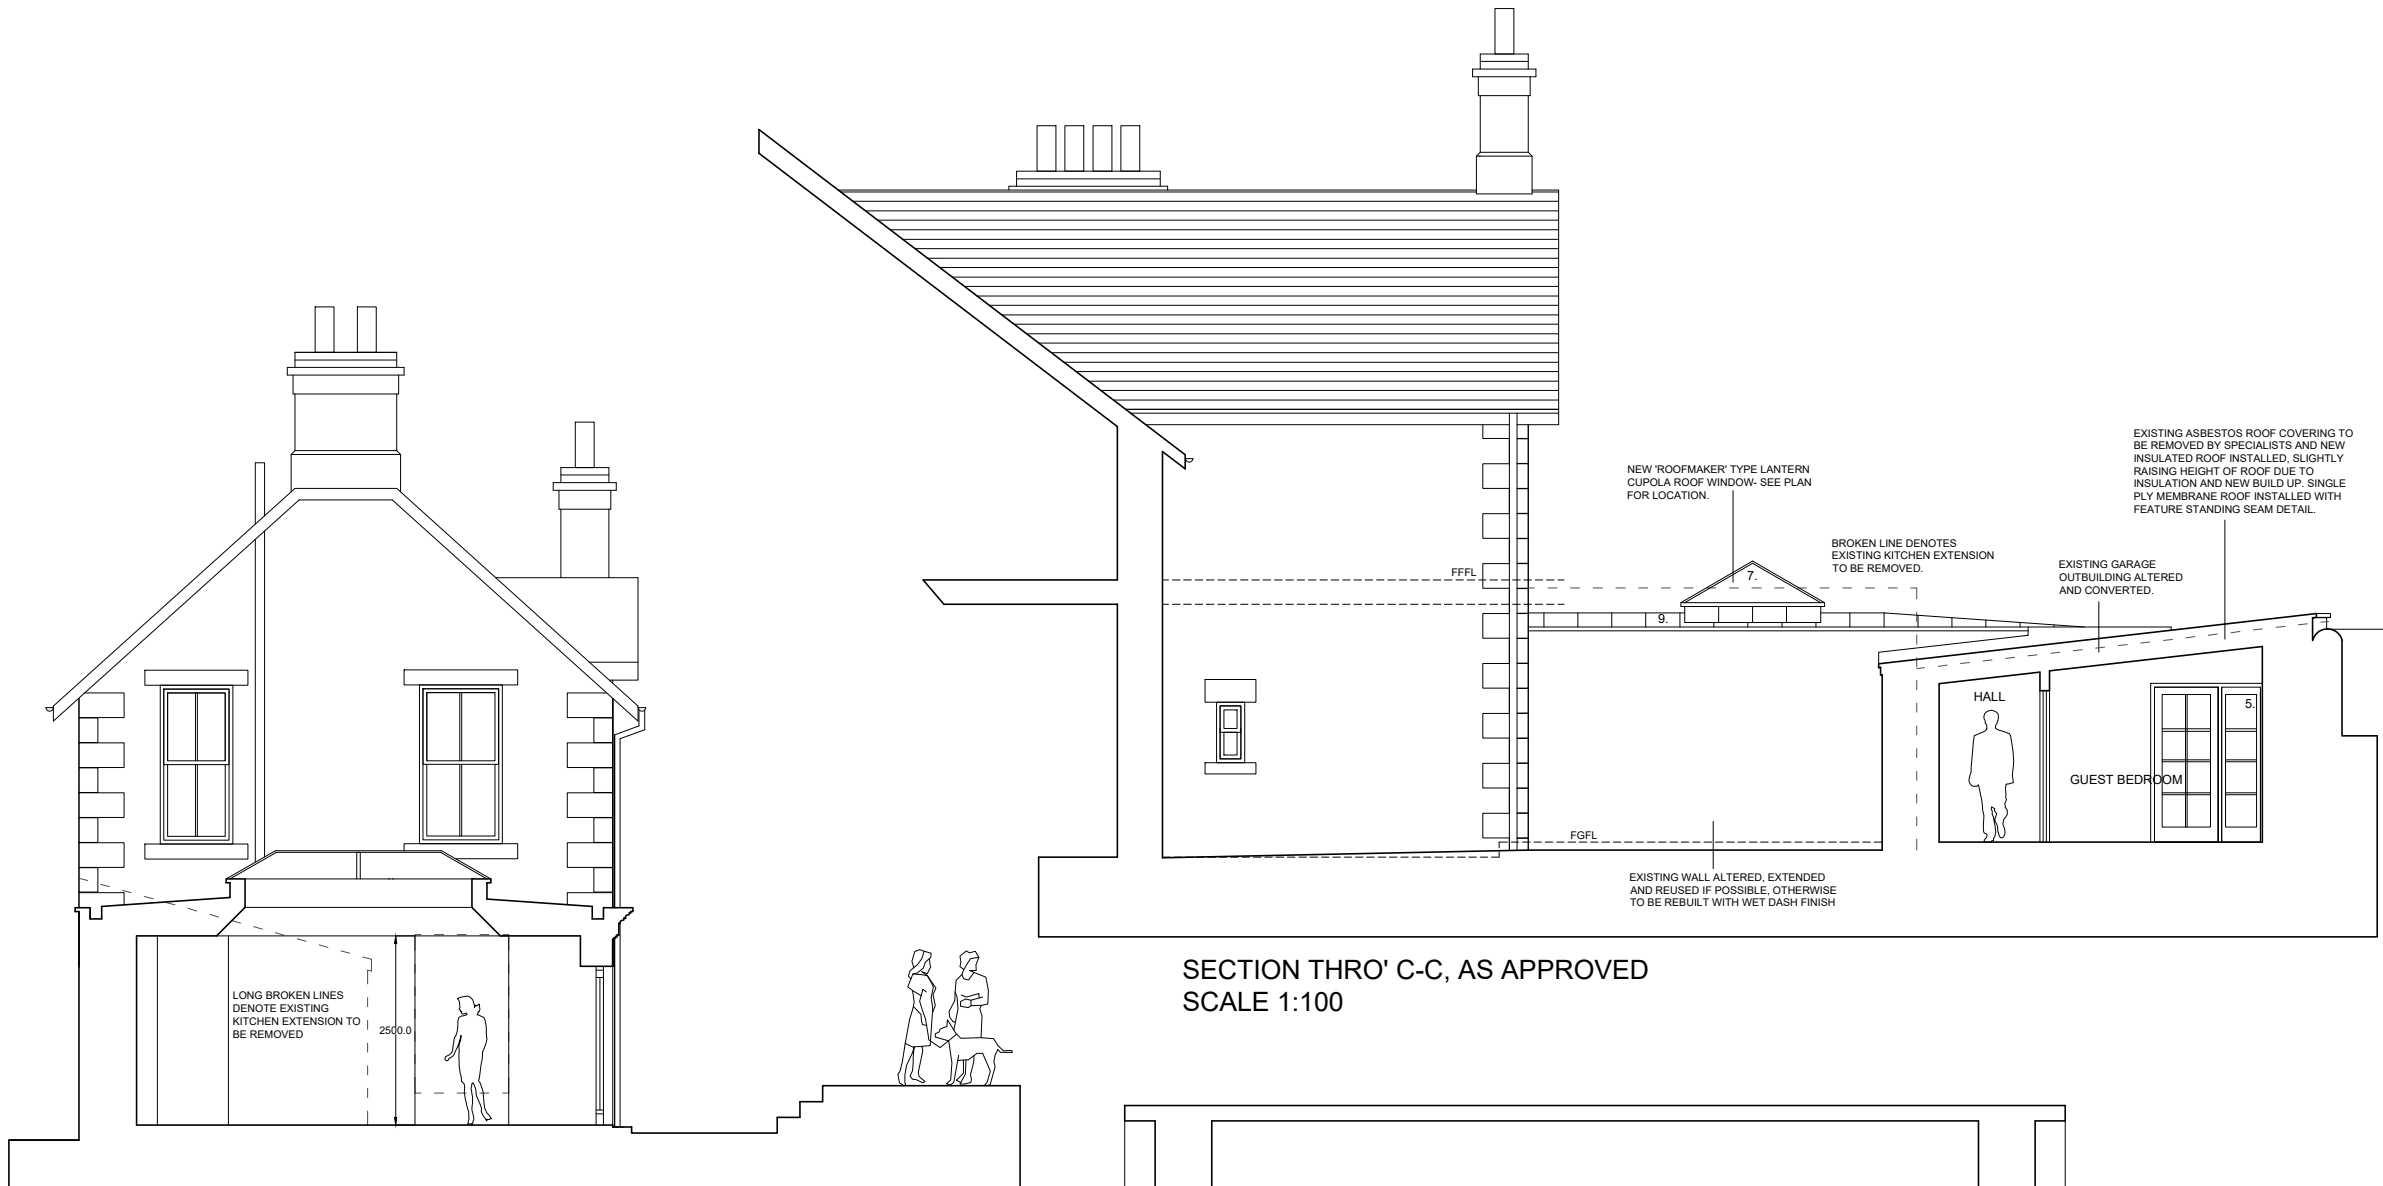 EXISTING ASBESTOS ROOF COVERING TO
BE REMOVED BY SPECIALISTS AND NEW
INSULATED ROOF INSTALLED, SLIGHTLY
RAISING HEIGHT OF ROOF DUE TO
INSULATION AND NEW BUILD UP. SINGLE
PLY MEMBRANE ROOF INSTALLED WITH
FEATURE STANDING SEAM DETAIL.
NEW 'ROOFMAKER' TYPE LANTERN
CUPOLA ROOF WINDOW- SEE PLAN
FOR LOCATION.
BROKEN LINE DENOTES
EXISTING KITCHEN EXTENSION
TO BE REMOVED.
EXISTING GARAGE
OUTBUILDING ALTERED
AND CONVERTED.
FFFL
7.
9.
HALL
5.
GUEST BEDROOM
FGFL
EXISTING WALL ALTERED, EXTENDED
AND REUSED IF POSSIBLE, OTHERWISE
TO BE REBUILT WITH WET DASH FINISH
SECTION THRO' C-C, AS APPROVED
SCALE 1:100
LONG BROKEN LINES
DENOTE EXISTING
KITCHEN EXTENSION TO
BE REMOVED
2500.0